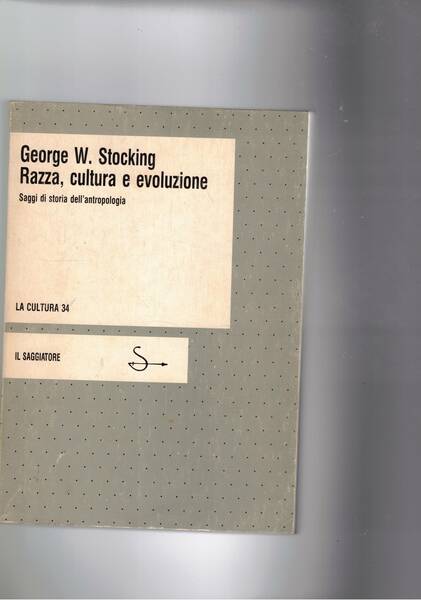 George W. Stocking
Razza, cultura e evoluzione
Saggi di storia dell'antropologia
LA CULTURA 34
IL SAGGIATORE